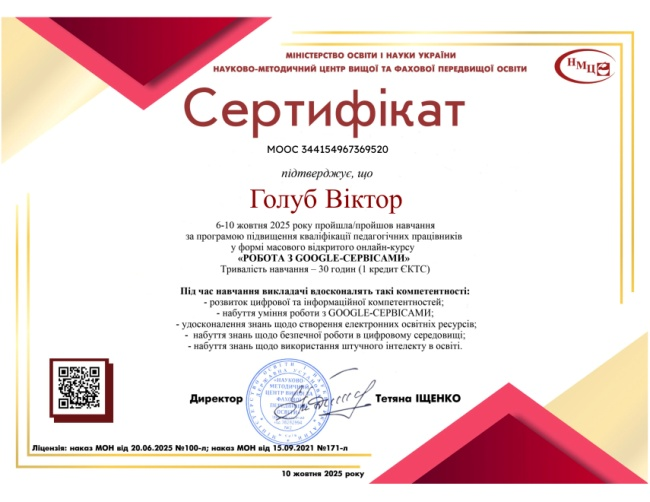 МІНІСТЕРСТВО ОСВІТИ І НАУКИ УКРАЇНИ
НАУКОВО-МЕТОДИЧНИЙ ЦЕНТР ВИЩОЇ ТА ФАХОВОЇ ПЕРЕДВИЩОЇ ОСВІТИ
НМЦ
Сертифікат
МООС 344154967369520
підтверджує, що
Голуб Віктор
6-10 жовтня 2025 року пройшла/пройшов навчання
за програмою підвищення кваліфікації педагогічних працівників
у формі масового відкритого онлайн-курсу
«РОБОТА З GOOGLE-СЕРВІСАМИ»
Тривалість навчання – 30 годин (1 кредит ЄКТС)
Під час навчання викладачі вдосконалять такі компетентності:
- розвиток цифрової та інформаційної компетентностей;
- набуття уміння роботи з GOOGLE-СЕРВІСАМИ;
- удосконалення знань щодо створення електронних освітніх ресурсів;
- набуття знань щодо безпечної роботи в цифровому середовищі;
- набуття знань щодо використання штучного інтелекту в освіті.
Директор
«НАУКОВО-
МЕТОДИЧНИЙ
ЦЕНТР ВИЩОЇ ТА
ФАХОВОЇ
ПЕРЕДВИЩОЇ
ОСВІТИ»
Тетяна ІЩЕНКО
Ліцензія: наказ МОН від 20.06.2025 №100-л; наказ МОН від 15.09.2021 №171-л
10 жовтня 2025 року